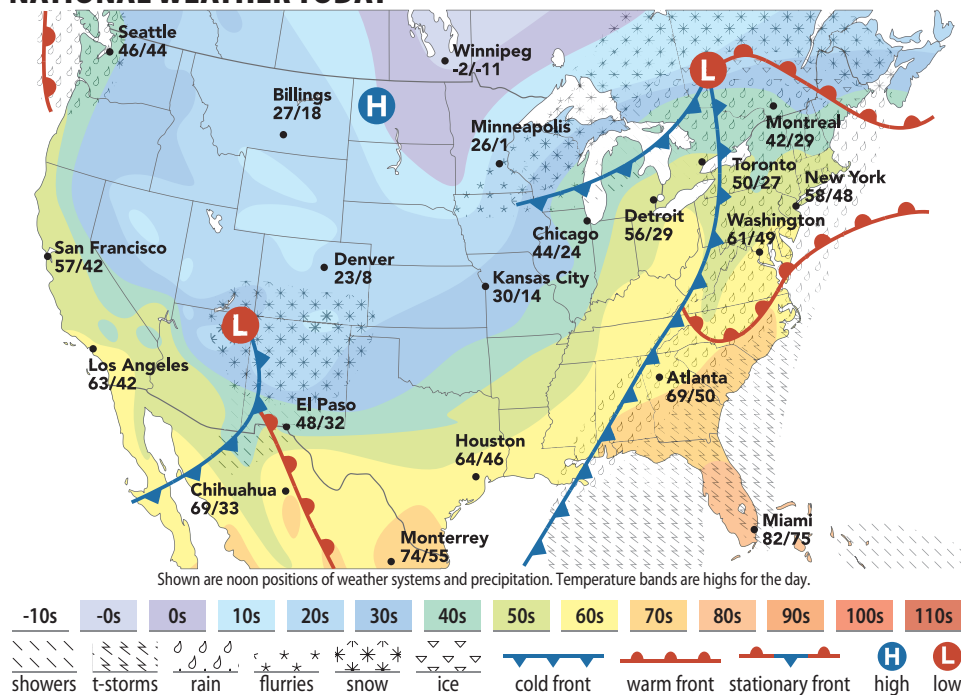 NATIONAL WEATHER TODAY
Seattle
46/44
Winnipeg
-2/-11
Billings
27/18
H
L
Minneapolis
26/1
Montreal
42/29
Toronto
50/27
New York
58/48
Detroit
56/29
Washington
61/49
Chicago
44/24
San Francisco
57/42
Denver
23/8
Kansas City
30/14
L
Los Angeles
63/42
Atlanta
69/50
El Paso
48/32
Houston
64/46
Chihuahua
69/33
Monterrey
74/55
Miami
82/75
Shown are noon positions of weather systems and precipitation. Temperature bands are highs for the day.
-10s -0s 0s 10s 20s 30s 40s 50s 60s 70s 80s 90s 100s 110s
H L
showers t-storms rain flurries snow ice cold front warm front stationary front high low